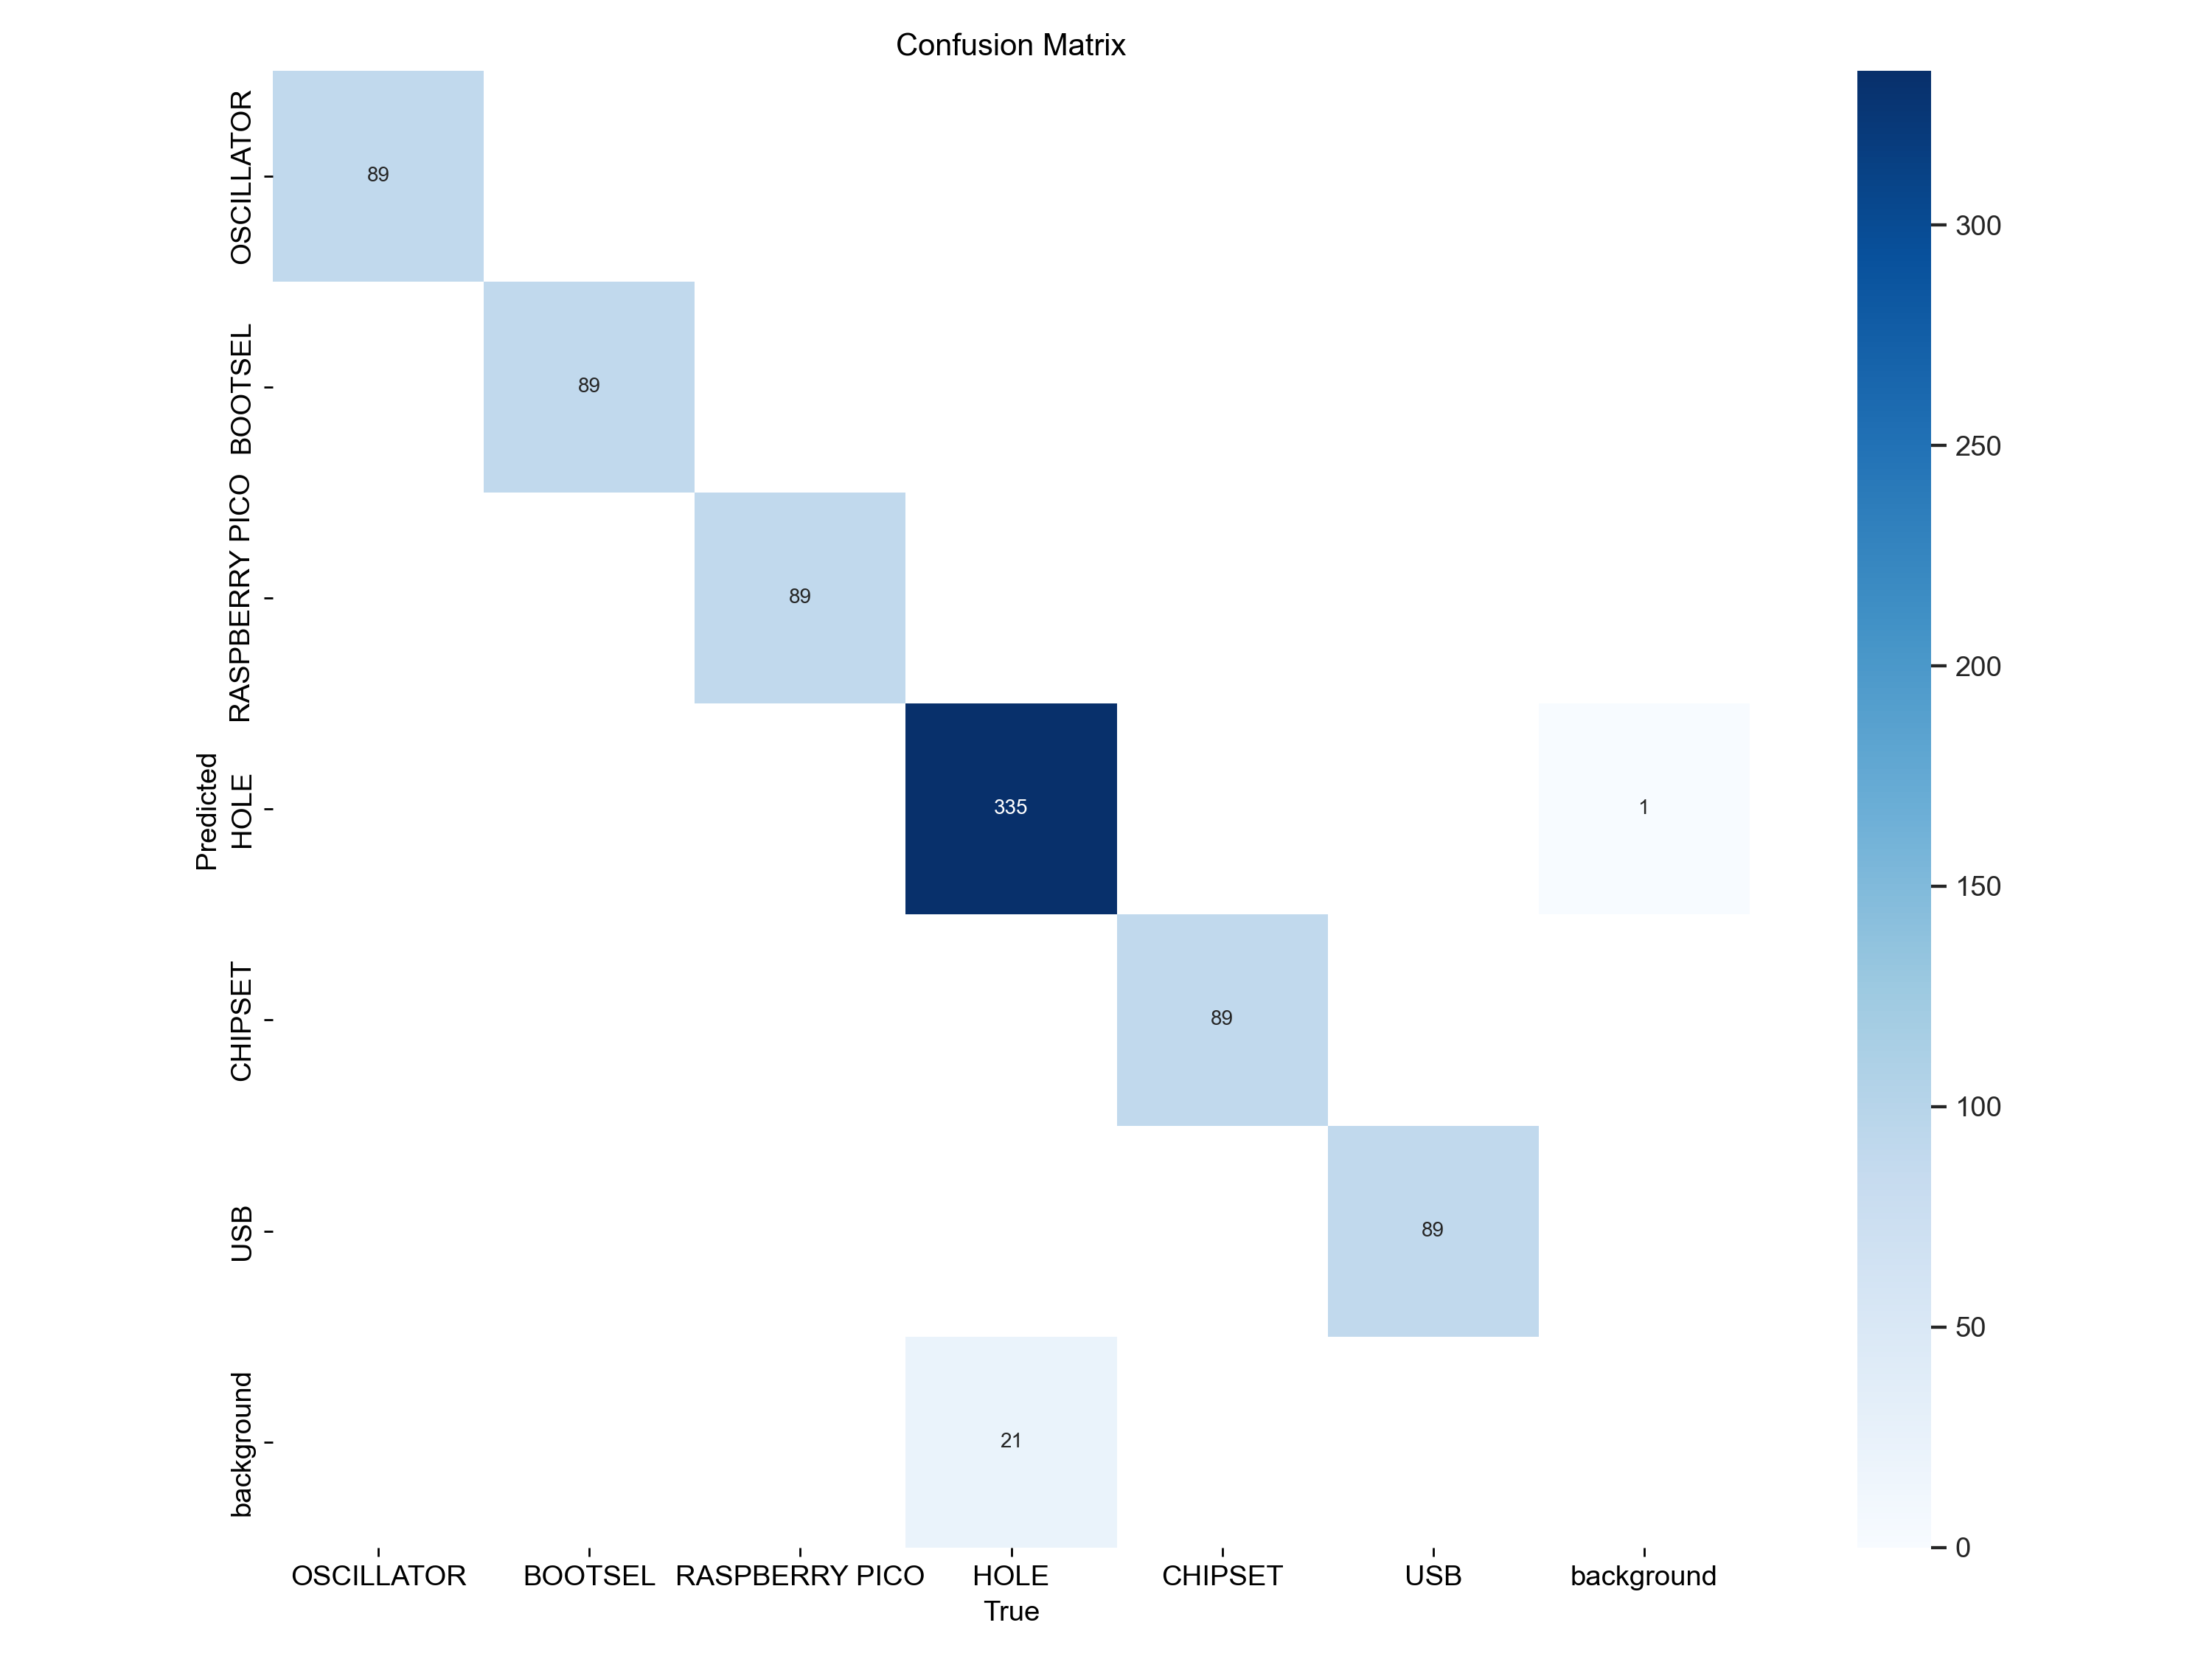 Confusion Matrix
OSCILLATOR
89
BOOTSEL
89
RASPBERRY PICO
89
Predicted
HOLE
335
1
CHIPSET
89
USB
89
background
21
OSCILLATOR BOOTSEL RASPBERRY PICO HOLE CHIPSET USB background
True
300
250
200
150
100
50
0